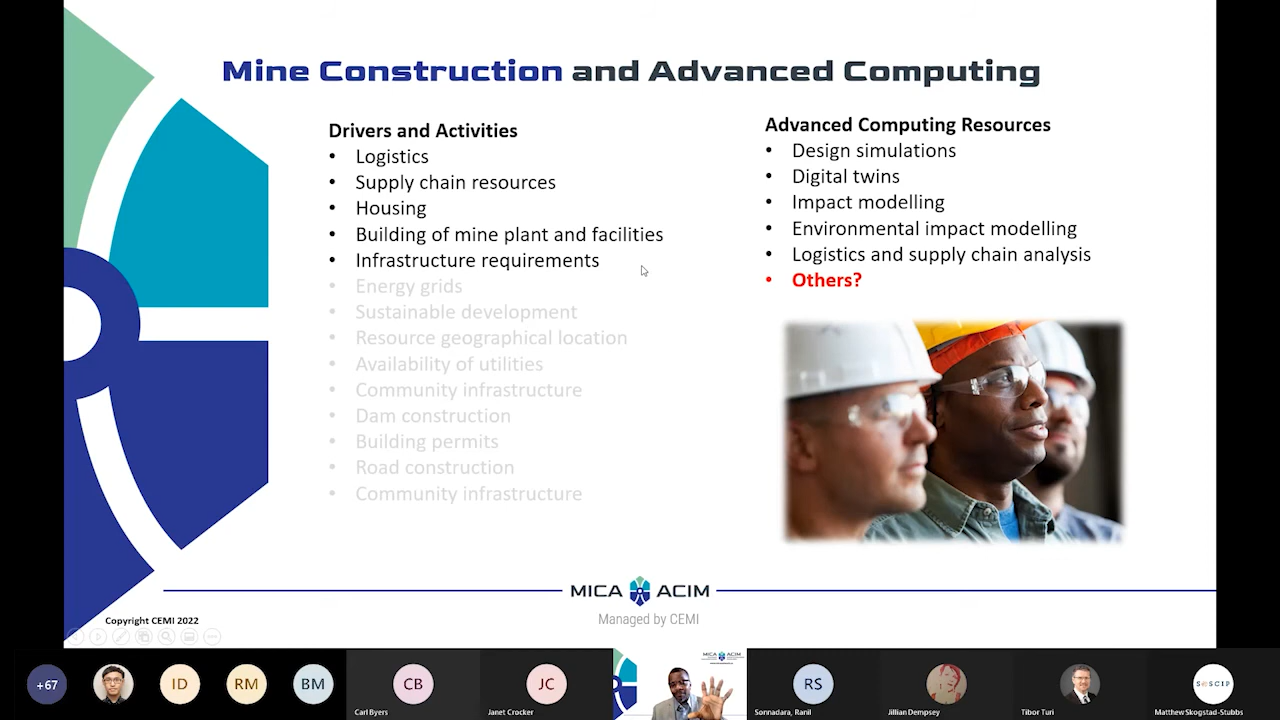 Mine Construction and Advanced Computing
Drivers and Activities
• Logistics
• Supply chain resources
• Housing
• Building of mine plant and facilities
• Infrastructure requirements
• Energy grids
• Sustainable development
• Resource geographical location
• Availability of utilities
• Community infrastructure
• Dam construction
• Building permits
• Road construction
• Community infrastructure
Advanced Computing Resources
• Design simulations
• Digital twins
• Impact modelling
• Environmental impact modelling
• Logistics and supply chain analysis
• Others?
MICA ACIM
Managed by CEMI
Copyright CEMI 2022
+67
ID
RM
BM
CB
Carl Byers
JC
Janet Crocker
MICA ACIM
RS
Sonnadara, Ranil
Jillian Dempsey
Tibor Turi
SOSCIP
Matthew Skogstad-Stubbs